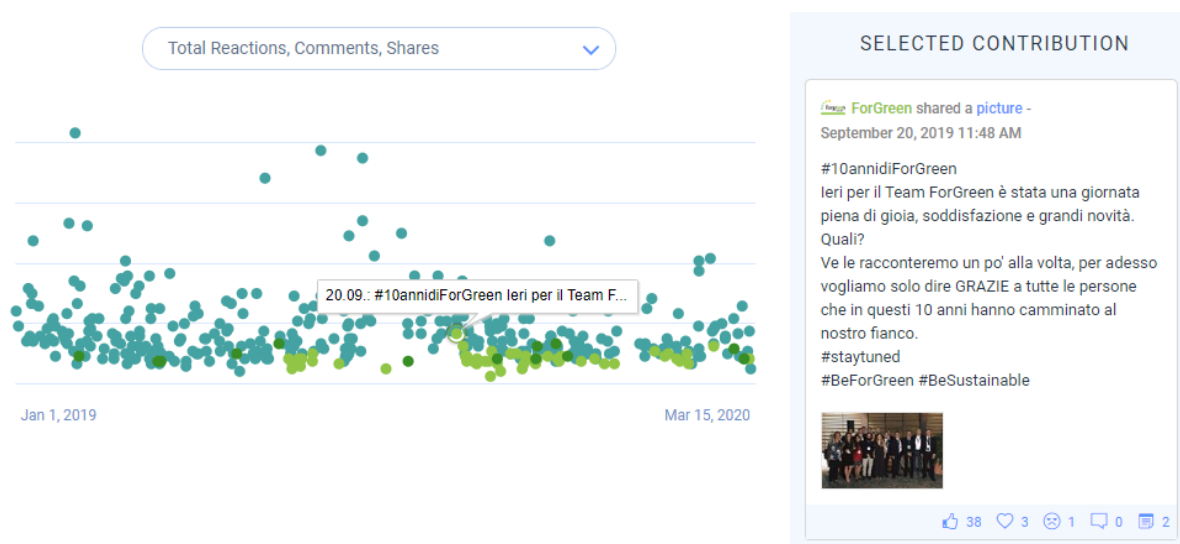 Total Reactions, Comments, Shares
20.09.: #10annidiForGreen Ieri per il Team F...
Jan 1, 2019
Mar 15, 2020
SELECTED CONTRIBUTION
ForGreen shared a picture -
September 20, 2019 11:48 AM
#10annidiForGreen
Ieri per il Team ForGreen è stata una giornata
piena di gioia, soddisfazione e grandi novità.
Quali?
Ve le racconteremo un po' alla volta, per adesso
vogliamo solo dire GRAZIE a tutte le persone
che in questi 10 anni hanno camminato al
nostro fianco.
#staytuned
#BeForGreen #BeSustainable
38 3 1 0 2